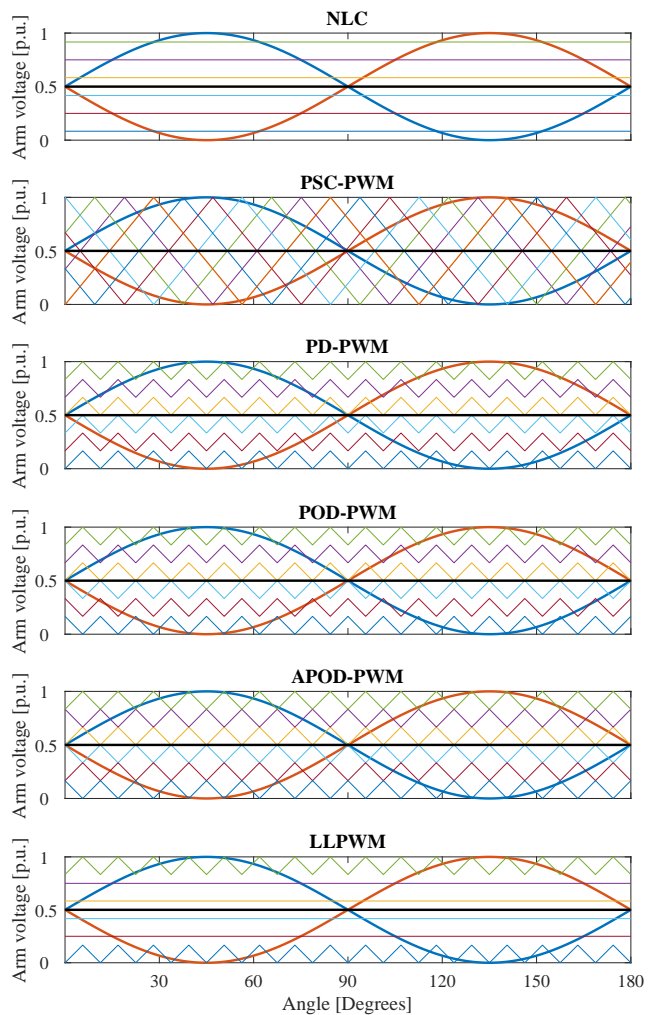 NLC
1
0.5
0
Arm voltage [p.u.]
PSC-PWM
1
0.5
0
Arm voltage [p.u.]
PD-PWM
1
0.5
0
Arm voltage [p.u.]
POD-PWM
1
0.5
0
Arm voltage [p.u.]
APOD-PWM
1
0.5
0
Arm voltage [p.u.]
LLPWM
1
0.5
0
Arm voltage [p.u.]
30 60 90 120 150 180
Angle [Degrees]